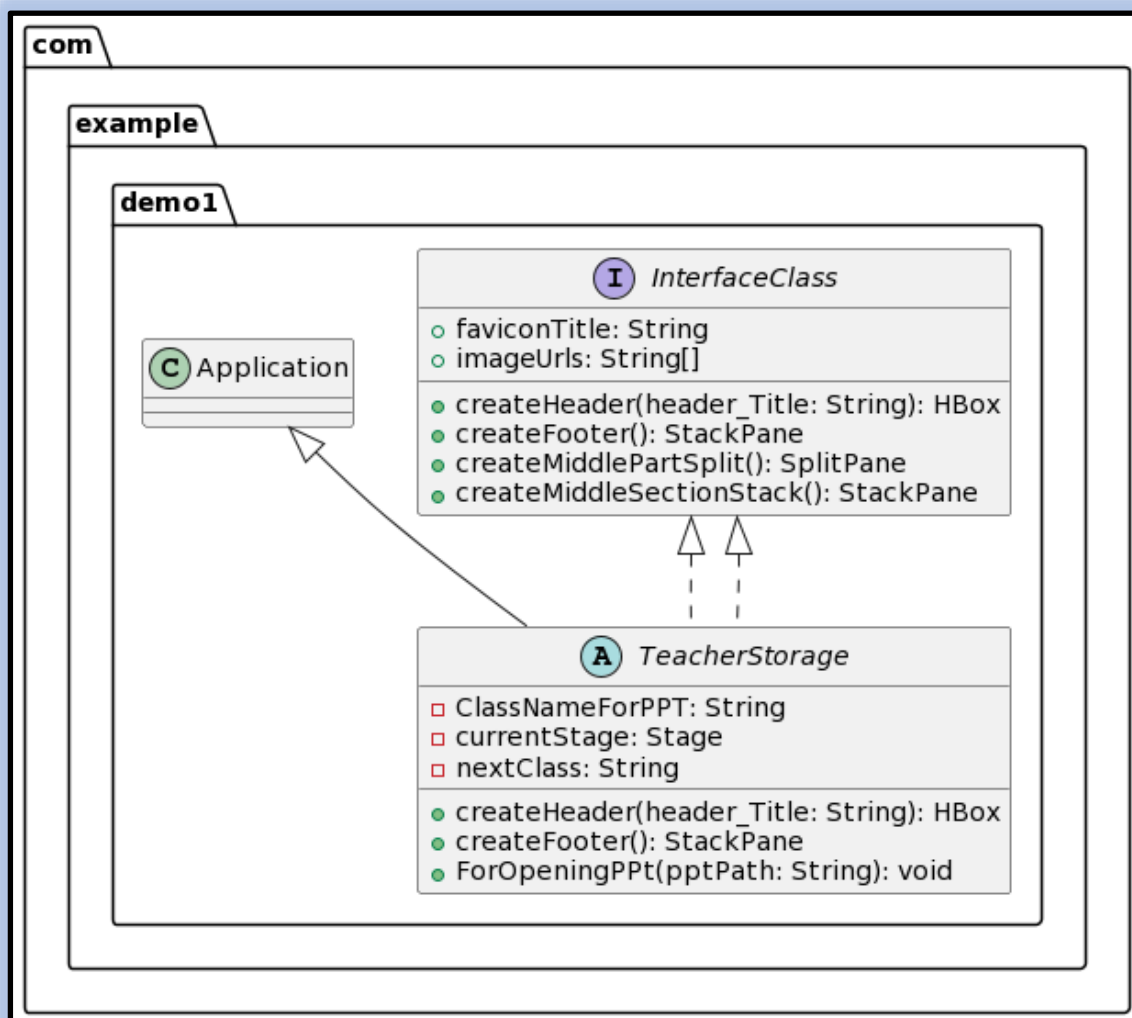 com
example
demo1
I InterfaceClass
faviconTitle: String
imageUrls: String[]
createHeader(header_Title: String): HBox
createFooter(): StackPane
createMiddlePartSplit(): SplitPane
createMiddleSectionStack(): StackPane
C Application
A TeacherStorage
ClassNameForPPT: String
currentStage: Stage
nextClass: String
createHeader(header_Title: String): HBox
createFooter(): StackPane
ForOpeningPPt(pptPath: String): void